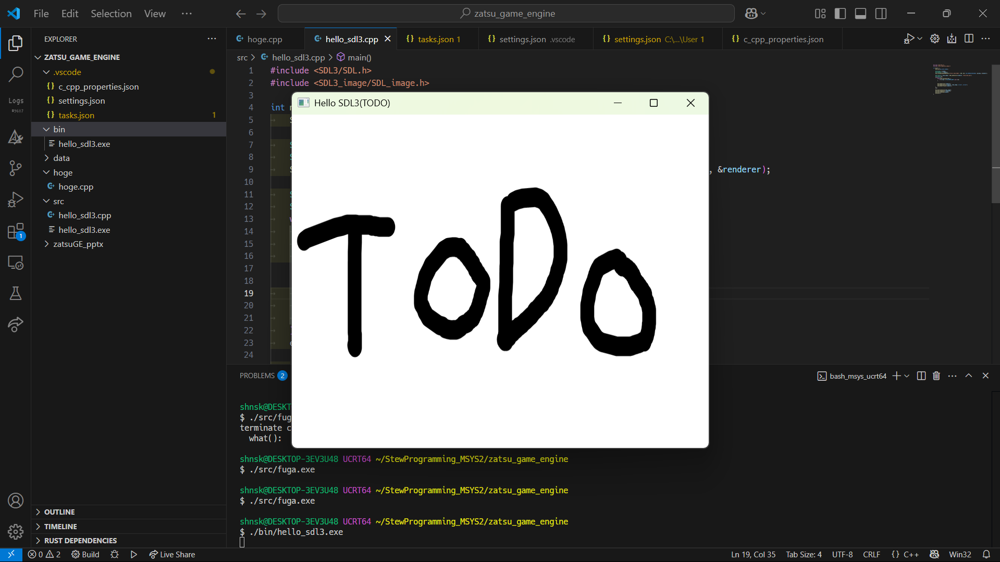 File Edit Selection View ···
zatsu_game_engine
EXPLORER ···
hoge.cpp
hello_sdl3.cpp
tasks.json 1
settings.json .vscode
settings.json C:\...\User 1
c_cpp_properties.json
ZATSU_GAME_ENGINE
.vscode
c_cpp_properties.json
settings.json
tasks.json 1
bin
hello_sdl3.exe
data
hoge
hoge.cpp
src
hello_sdl3.cpp
hello_sdl3.exe
zatsuGE_pptx
Logs
#9607
1
src > hello_sdl3.cpp > main()
1 #include <SDL3/SDL.h>
2 #include <SDL3_image/SDL_image.h>
3
4 int
5
6
7
8
9 , &renderer);
10
11
12
13
14
15
16
17
18
19
20
21
22
23
24
Hello SDL3(TODO)
ToDo
PROBLEMS 2
bash_msys_ucrt64
shnsk@DESKT
$ ./src/fug
terminate c
what():
shnsk@DESKTOP-3EV3U48 UCRT64 ~/StewProgramming_MSYS2/zatsu_game_engine
$ ./src/fuga.exe
shnsk@DESKTOP-3EV3U48 UCRT64 ~/StewProgramming_MSYS2/zatsu_game_engine
$ ./src/fuga.exe
shnsk@DESKTOP-3EV3U48 UCRT64 ~/StewProgramming_MSYS2/zatsu_game_engine
$ ./bin/hello_sdl3.exe
OUTLINE
TIMELINE
RUST DEPENDENCIES
0 2 Build Live Share
Ln 19, Col 35 Tab Size: 4 UTF-8 CRLF {} C++ Win32